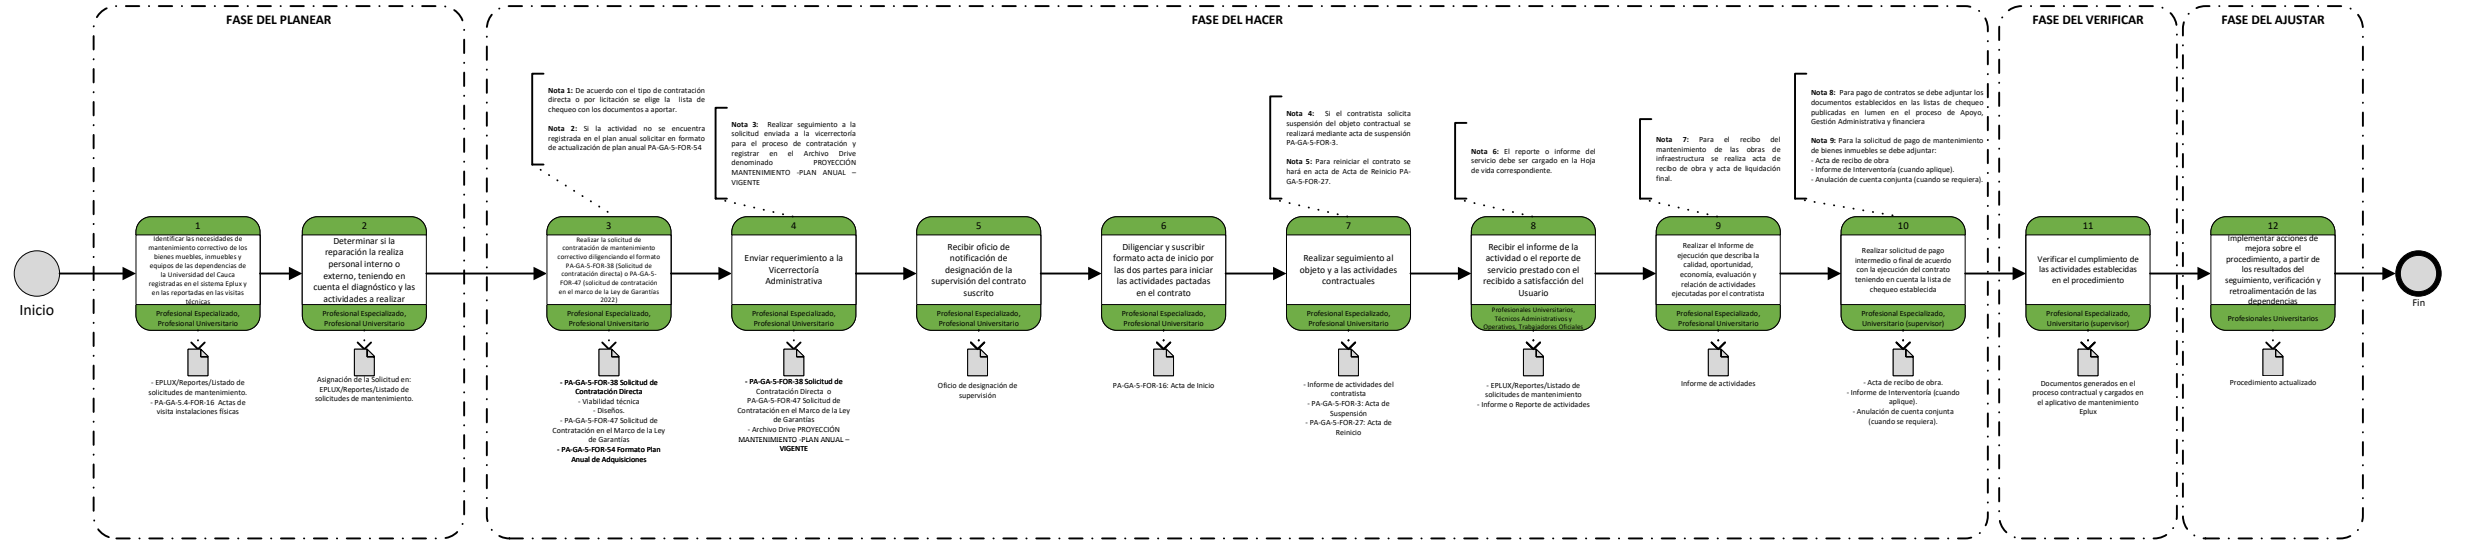 FASE DEL PLANEAR
FASE DEL HACER
FASE DEL VERIFICAR
FASE DEL AJUSTAR
Inicio
1
Identificar las necesidades de
mantenimiento correctivo de los
bienes muebles, inmuebles y
equipos de las dependencias de
la Universidad del Cauca
registradas en el sistema Eplux y
en las reportadas en las visitas
técnicas
Profesional Especializado,
Profesional Universitario
- EPLUX/Reportes/Listado de
solicitudes de mantenimiento.
- PA-GA-5.4-FOR-16 Actas de
visita instalaciones físicas
2
Determinar si la
reparación la realiza
personal interno o
externo, teniendo en
cuenta el diagnóstico y las
actividades a realizar
Profesional Especializado,
Profesional Universitario
Asignación de la Solicitud en:
EPLUX/Reportes/Listado de
solicitudes de mantenimiento.
Nota 1: De acuerdo con el tipo de contratación
directa o por licitación se elige la lista de
chequeo con los documentos a aportar.
Nota 2: Si la actividad no se encuentra
registrada en el plan anual solicitar en formato
de actualización de plan anual PA-GA-5-FOR-54
3
Realizar la solicitud de
contratación de mantenimiento
correctivo diligenciando el formato
PA-GA-5-FOR-38 (Solicitud de
contratación directa) o PA-GA-5-
FOR-47 (solicitud de contratación
en el marco de la Ley de Garantías
2022)
Profesional Especializado,
Profesional Universitario
- PA-GA-5-FOR-38 Solicitud de
Contratación Directa
- Viabilidad técnica
- Diseños.
- PA-GA-5-FOR-47 Solicitud de
Contratación en el Marco de la Ley
de Garantías
- PA-GA-5-FOR-54 Formato Plan
Anual de Adquisiciones
Nota 3: Realizar seguimiento a la
solicitud enviada a la vicerrectoría
para el proceso de contratación y
registrar en el Archivo Drive
denominado PROYECCIÓN
MANTENIMIENTO -PLAN ANUAL –
VIGENTE
4
Enviar requerimiento a la
Vicerrectoría
Administrativa
Profesional Especializado,
Profesional Universitario
- PA-GA-5-FOR-38 Solicitud de
Contratación Directa o
PA-GA-5-FOR-47 Solicitud de
Contratación en el Marco de la Ley
de Garantías
- Archivo Drive PROYECCIÓN
MANTENIMIENTO -PLAN ANUAL –
VIGENTE
5
Recibir oficio de
notificación de
designación de la
supervisión del contrato
suscrito
Profesional Especializado,
Profesional Universitario
Oficio de designación de
supervisión
6
Diligenciar y suscribir
formato acta de inicio por
las dos partes para iniciar
las actividades pactadas
en el contrato
Profesional Especializado,
Profesional Universitario
PA-GA-5-FOR-16: Acta de Inicio
Nota 4: Si el contratista solicita
suspensión del objeto contractual se
realizará mediante acta de suspensión
PA-GA-5-FOR-3.
Nota 5: Para reiniciar el contrato se
hará en acta de Acta de Reinicio PA-
GA-5-FOR-27.
7
Realizar seguimiento al
objeto y a las actividades
contractuales
Profesional Especializado,
Profesional Universitario
- Informe de actividades del
contratista
- PA-GA-5-FOR-3: Acta de
Suspensión
- PA-GA-5-FOR-27: Acta de
Reinicio
Nota 6: El reporte o informe del
servicio debe ser cargado en la Hoja
de vida correspondiente.
8
Recibir el informe de la
actividad o el reporte de
servicio prestado con el
recibido a satisfacción del
Usuario
Profesionales Universitarios,
Técnicos Administrativos y
Operativos, Trabajadores Oficiales
- EPLUX/Reportes/Listado de
solicitudes de mantenimiento
- Informe o Reporte de actividades
Nota 7: Para el recibo del
mantenimiento de las obras de
infraestructura se realiza acta de
recibo de obra y acta de liquidación
final.
9
Realizar el Informe de
ejecución que describa la
calidad, oportunidad,
economía, evaluación y
relación de actividades
ejecutadas por el contratista
Profesional Especializado,
Profesional Universitario
Informe de actividades
Nota 8: Para pago de contratos se debe adjuntar los
documentos establecidos en las listas de chequeo
publicadas en lumen en el proceso de Apoyo,
Gestión Administrativa y financiera
Nota 9: Para la solicitud de pago de mantenimiento
de bienes inmuebles se debe adjuntar:
- Acta de recibo de obra
- Informe de Interventoría (cuando aplique).
- Anulación de cuenta conjunta (cuando se requiera).
10
Realizar solicitud de pago
intermedio o final de acuerdo
con la ejecución del contrato
teniendo en cuenta la lista de
chequeo establecida
Profesional Especializado,
Universitario (supervisor)
- Acta de recibo de obra.
- Informe de Interventoría (cuando
aplique).
- Anulación de cuenta conjunta
(cuando se requiera).
11
Verificar el cumplimiento de
las actividades establecidas
en el procedimiento
Profesional Especializado,
Universitario (supervisor)
Documentos generados en el
proceso contractual y cargados en
el aplicativo de mantenimiento
Eplux
12
Implementar acciones de
mejora sobre el
procedimiento, a partir de
los resultados del
seguimiento, verificación y
retroalimentación de las
dependencias
Profesionales Universitarios
Procedimiento actualizado
Fin